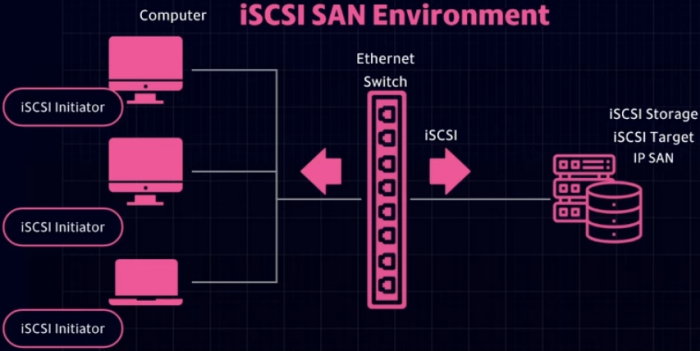 iSCSI SAN Environment
Computer
Ethernet
Switch
iSCSI Initiator
iSCSI
iSCSI Storage
iSCSI Target
IP SAN
iSCSI Initiator
iSCSI Initiator